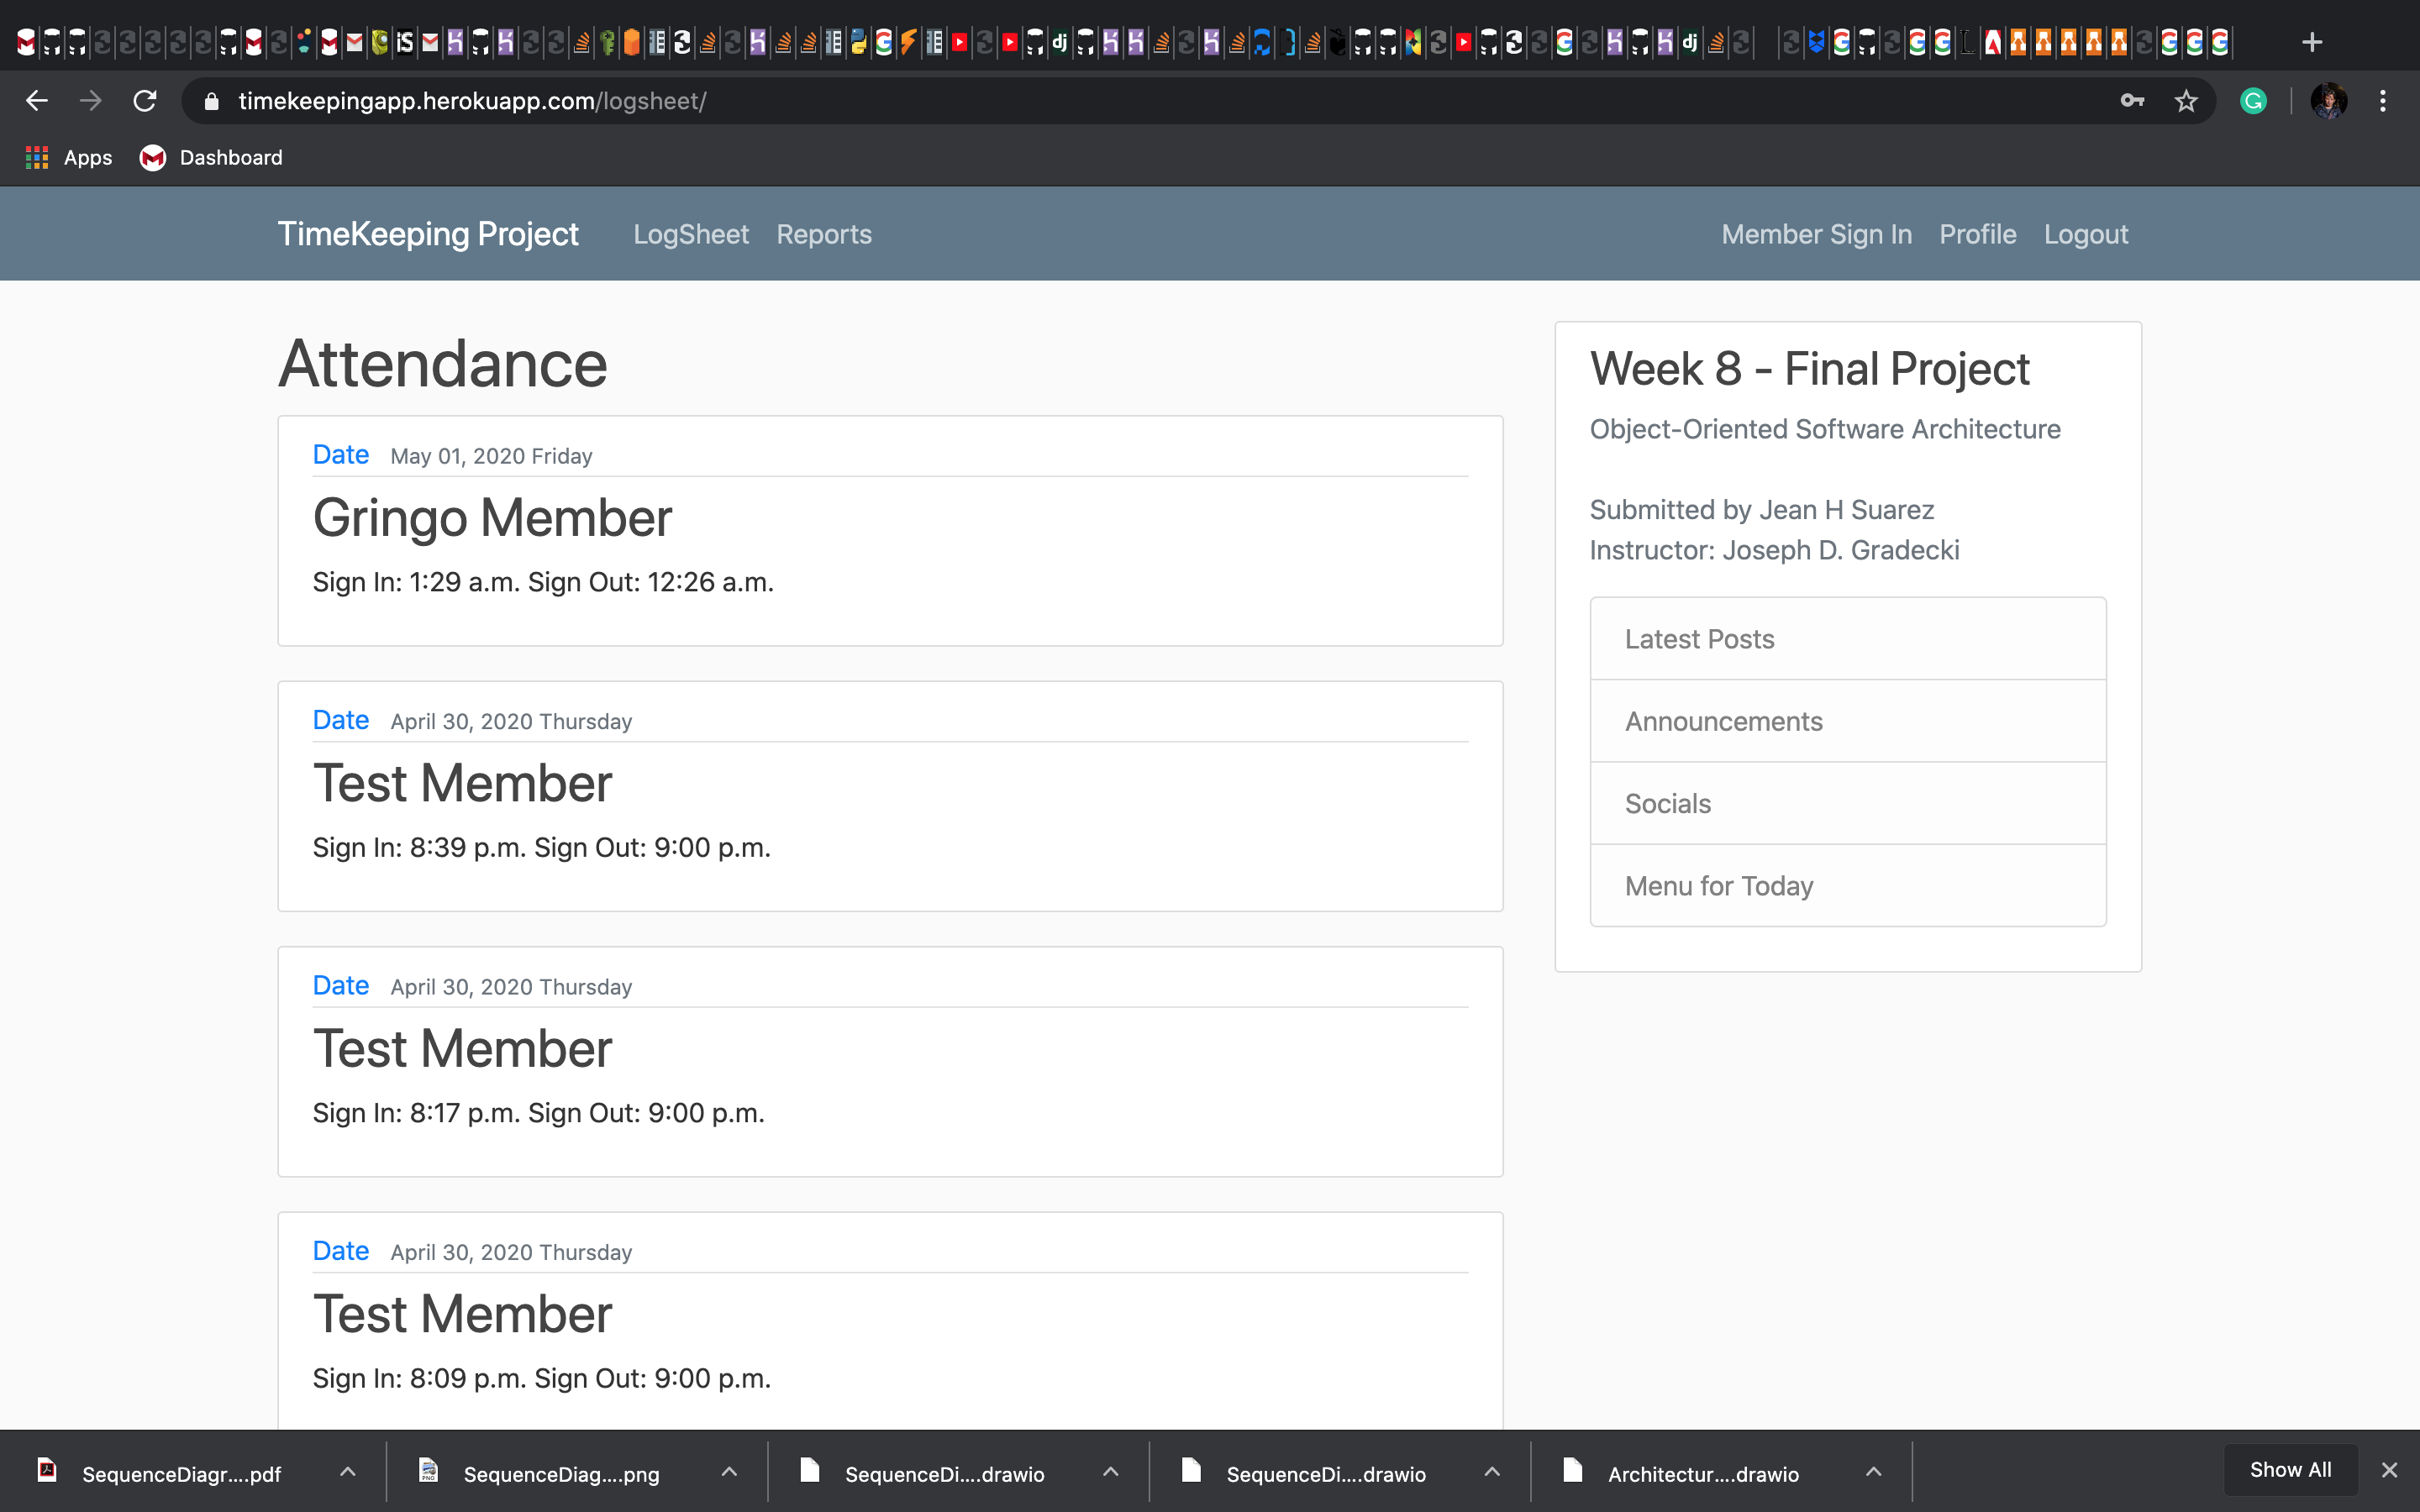 timekeepingapp.herokuapp.com/logsheet/
Apps Dashboard
TimeKeeping Project LogSheet Reports Member Sign In Profile Logout
Attendance
Date May 01, 2020 Friday
Gringo Member
Sign In: 1:29 a.m. Sign Out: 12:26 a.m.
Date April 30, 2020 Thursday
Test Member
Sign In: 8:39 p.m. Sign Out: 9:00 p.m.
Date April 30, 2020 Thursday
Test Member
Sign In: 8:17 p.m. Sign Out: 9:00 p.m.
Date April 30, 2020 Thursday
Test Member
Sign In: 8:09 p.m. Sign Out: 9:00 p.m.
Week 8 - Final Project
Object-Oriented Software Architecture
Submitted by Jean H Suarez
Instructor: Joseph D. Gradecki
Latest Posts
Announcements
Socials
Menu for Today
SequenceDiagr....pdf SequenceDiag....png SequenceDi....drawio SequenceDi....drawio Architectur....drawio Show All